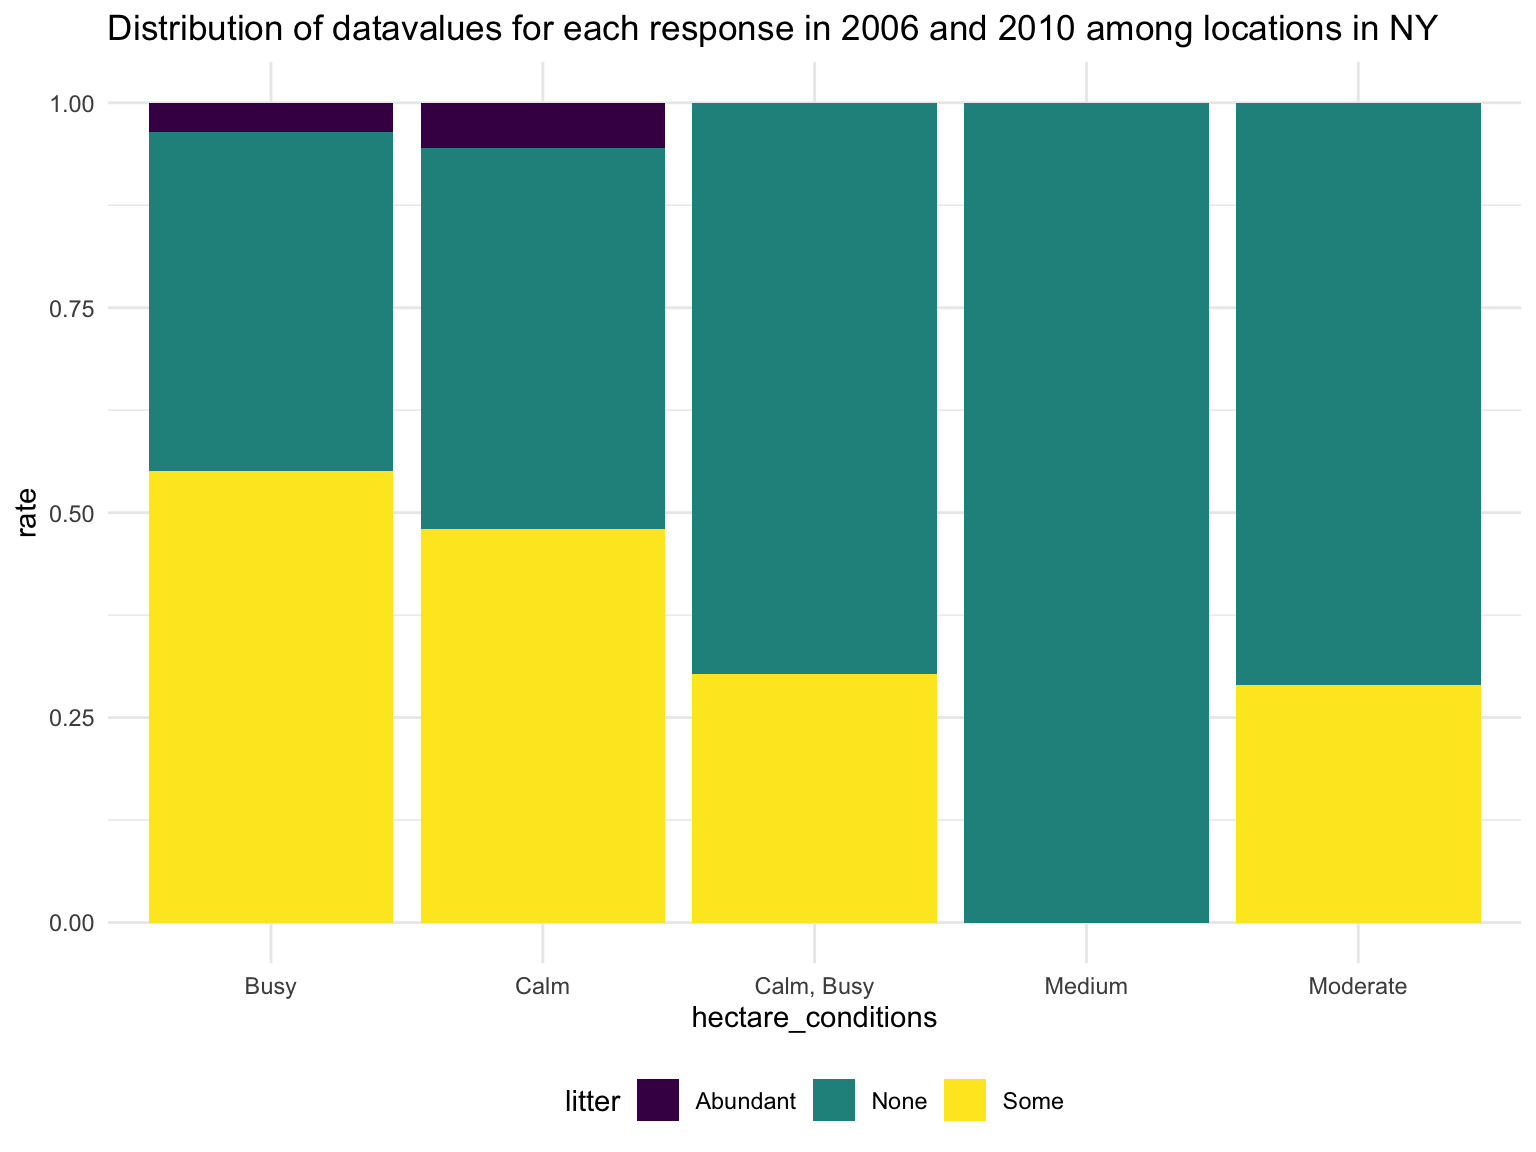 Distribution of datavalues for each response in 2006 and 2010 among locations in NY
1.00
0.75
0.50
0.25
0.00
rate
Busy Calm Calm, Busy Medium Moderate
hectare_conditions
litter Abundant None Some